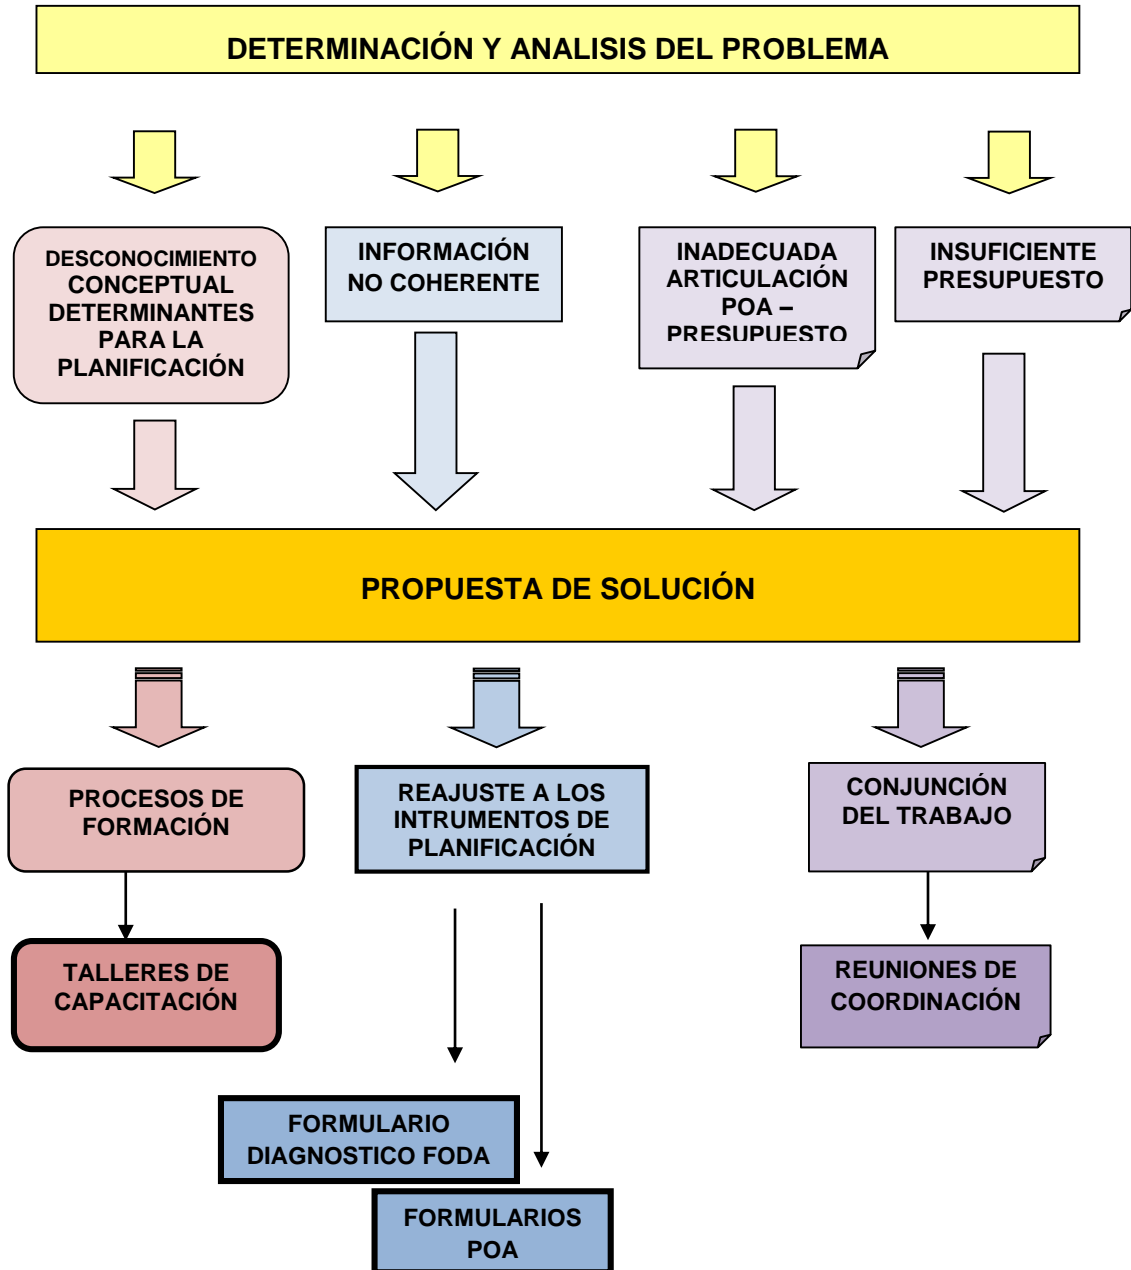 DETERMINACIÓN Y ANALISIS DEL PROBLEMA
DESCONOCIMIENTO
CONCEPTUAL
DETERMINANTES
PARA LA
PLANIFICACIÓN
INFORMACIÓN
NO COHERENTE
INADECUADA
ARTICULACIÓN
POA –
PRESUPUESTO
INSUFICIENTE
PRESUPUESTO
PROPUESTA DE SOLUCIÓN
PROCESOS DE
FORMACIÓN
REAJUSTE A LOS
INTRUMENTOS DE
PLANIFICACIÓN
CONJUNCIÓN
DEL TRABAJO
TALLERES DE
CAPACITACIÓN
REUNIONES DE
COORDINACIÓN
FORMULARIO
DIAGNOSTICO FODA
FORMULARIOS
POA